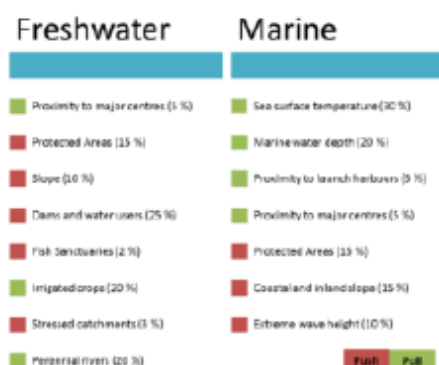 Freshwater
Proximity to major centres (5 %)
Protected Areas (15 %)
Slope (10 %)
Dams and water users (25 %)
Fish Sanctuaries (2 %)
Irrigated crops (20 %)
Stressed catchments (3 %)
Perennial rivers (20 %)
Marine
Sea surface temperature (30 %)
Marine water depth (20 %)
Proximity to launch harbours (5 %)
Proximity to major centres (5 %)
Protected Areas (15 %)
Coastal and inland slope (15 %)
Extreme wave height (10 %)
Push Pull